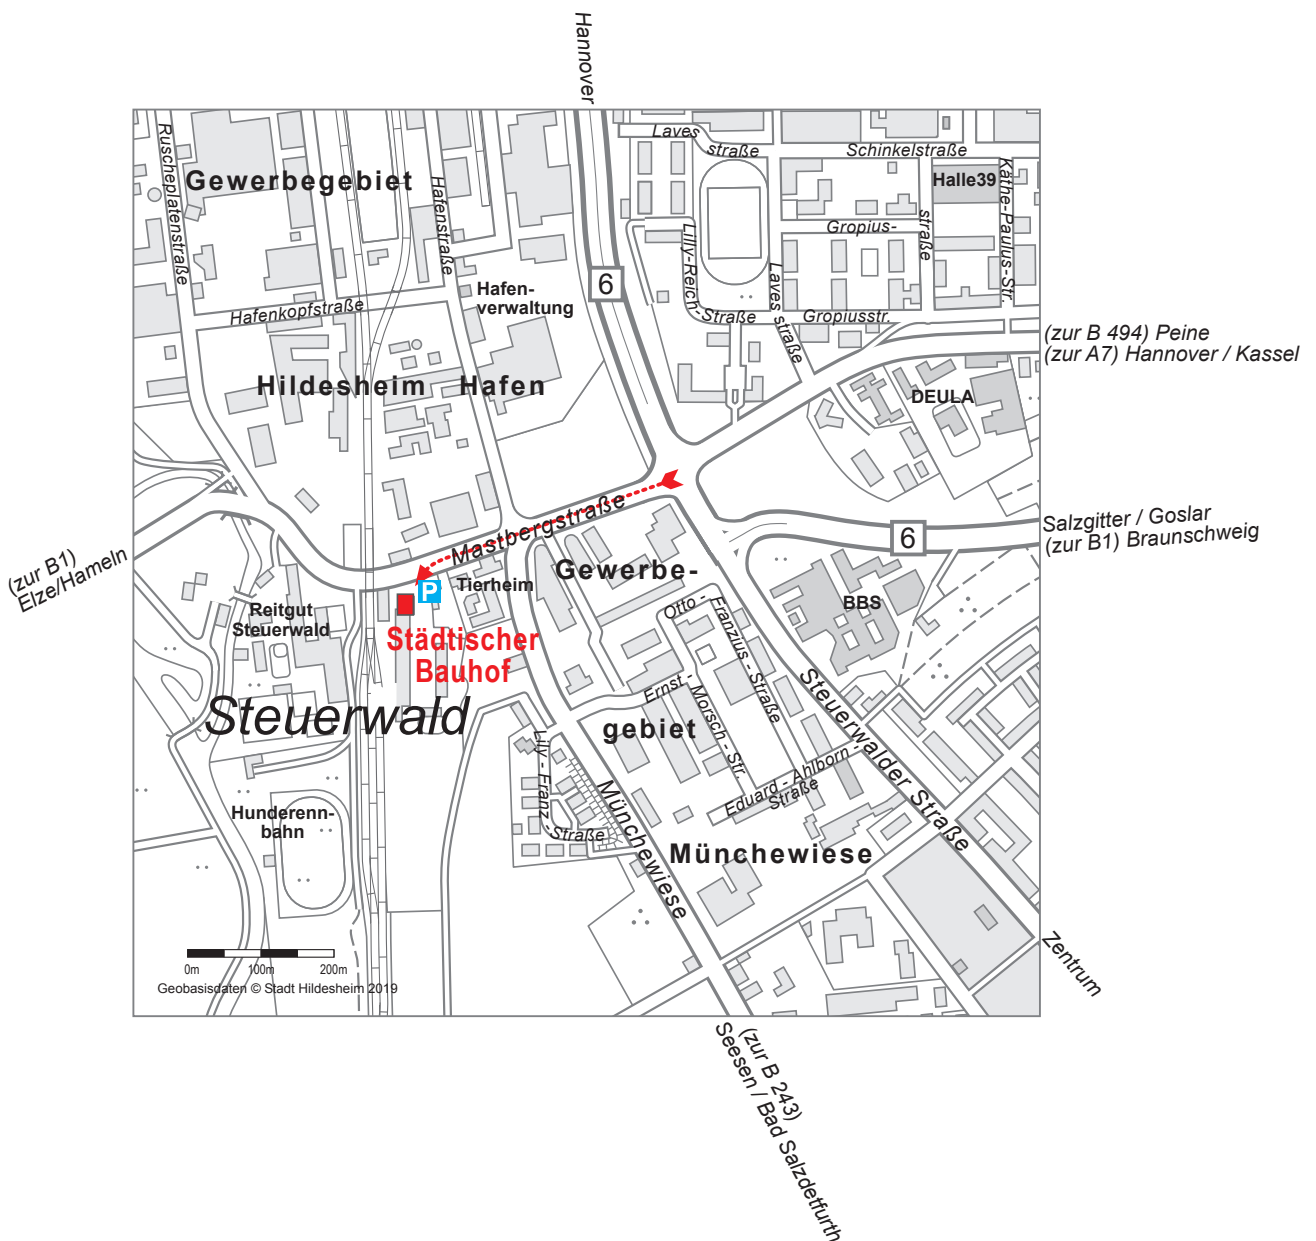 Hannover
Ruscheplatenstraße
Gewerbegebiet
Hafenstraße
Hafenkopfstraße
Hafen-
verwaltung
6
Laves
straße
Schinkelstraße
Halle39
Käthe-Paulus-Str.
Gropius-
straße
Lilly-Reich-Straße
Laves straße
Gropiusstr.
(zur B 494) Peine
(zur A7) Hannover / Kassel
Hildesheim Hafen
DEULA
Mastbergstraße
6
Salzgitter / Goslar
(zur B1) Braunschweig
(zur B1)
Elze/Hameln
P
Tierheim
Gewerbe-
BBS
Reitgut
Steuerwald
Städtischer
Bauhof
Otto - Franzius - Straße
Steuerwald
Ernst - Morsch - Str.
gebiet
Steuerwalder Straße
Lilly - Franz - Straße
Eduard - Ahlborn -
Straße
Münchewiese
Hunderenn-
bahn
Münchewiese
0m 100m 200m
Geobasisdaten © Stadt Hildesheim 2019
Zentrum
(zur B 243)
Seesen / Bad Salzdetfurth